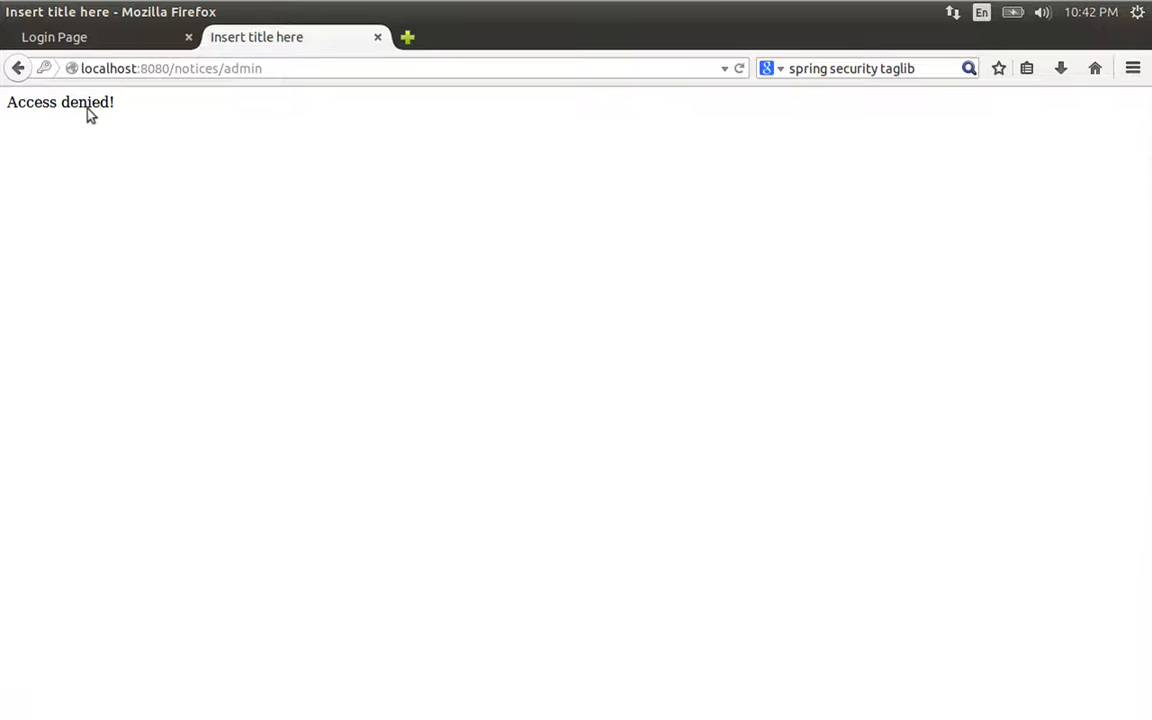 Insert title here - Mozilla Firefox
En
10:42 PM
Login Page
Insert title here
localhost:8080/notices/admin
8
spring security taglib
Access denied!